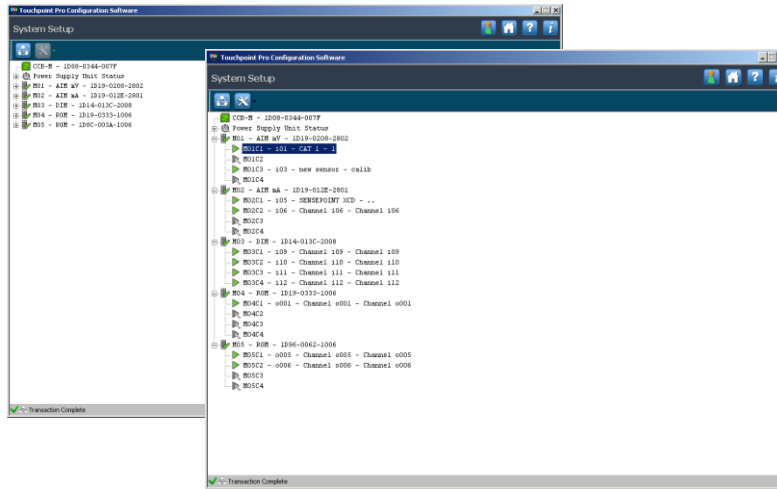 Touchpoint Pro Configuration Software
System Setup
CCB-M - 1D08-0344-007F
Power Supply Unit Status
M01 - AIM mV - 1D19-0208-2802
M02 - AIM mA - 1D19-012E-2801
M03 - DIM - 1D14-013C-2008
M04 - ROM - 1D19-0333-1006
M05 - ROM - 1D0C-003A-1006
Transaction Complete
Touchpoint Pro Configuration Software
System Setup
CCB-M - 1D08-0344-007F
Power Supply Unit Status
M01 - AIM mV - 1D19-0208-2802
M01C1 - i01 - CAT 1 - 1
M01C2
M01C3 - i03 - new sensor - calib
M01C4
M02 - AIM mA - 1D19-012E-2801
M02C1 - i05 - SENSEPOINT XCD - ..
M02C2 - i06 - Channel i06 - Channel i06
M02C3
M02C4
M03 - DIM - 1D14-013C-2008
M03C1 - i09 - Channel i09 - Channel i09
M03C2 - i10 - Channel i10 - Channel i10
M03C3 - i11 - Channel i11 - Channel i11
M03C4 - i12 - Channel i12 - Channel i12
M04 - ROM - 1D19-0333-1006
M04C1 - o001 - Channel o001 - Channel o001
M04C2
M04C3
M04C4
M05 - ROM - 1D96-0062-1006
M05C1 - o005 - Channel o005 - Channel o005
M05C2 - o006 - Channel o006 - Channel o006
M05C3
M05C4
Transaction Complete